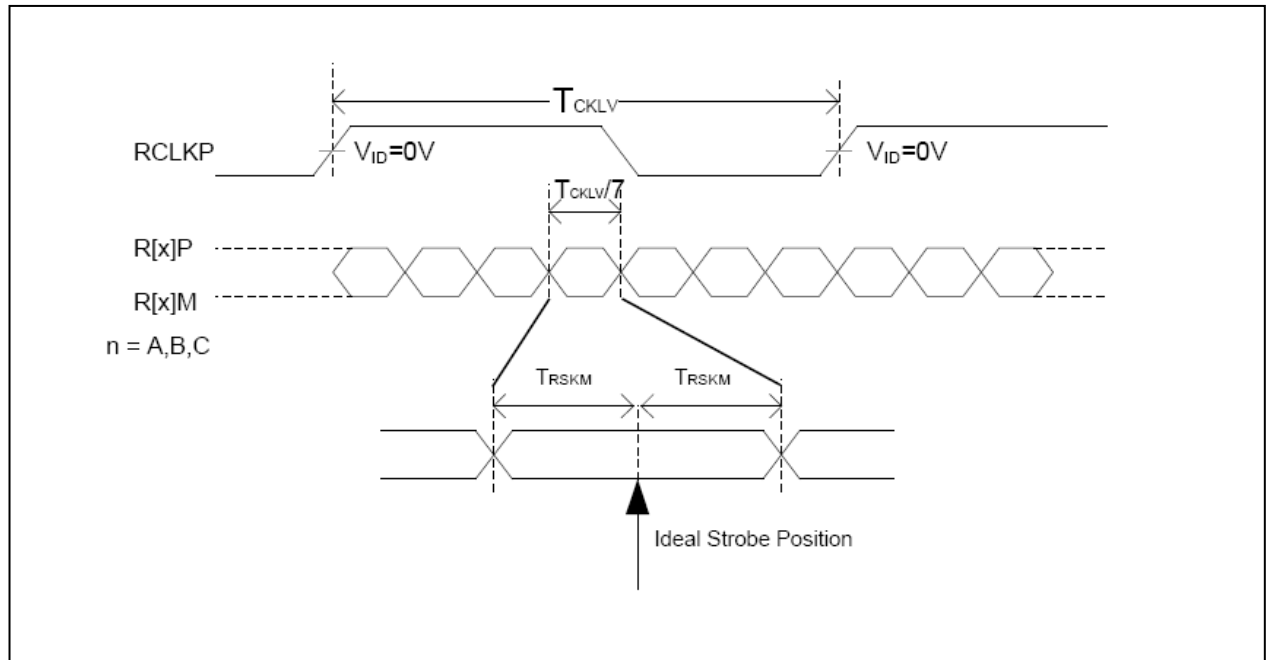 TCKLV
RCLKP
VID=0V
VID=0V
TCKLV/7
R[x]P
R[x]M
n = A,B,C
TRSKM
TRSKM
Ideal Strobe Position